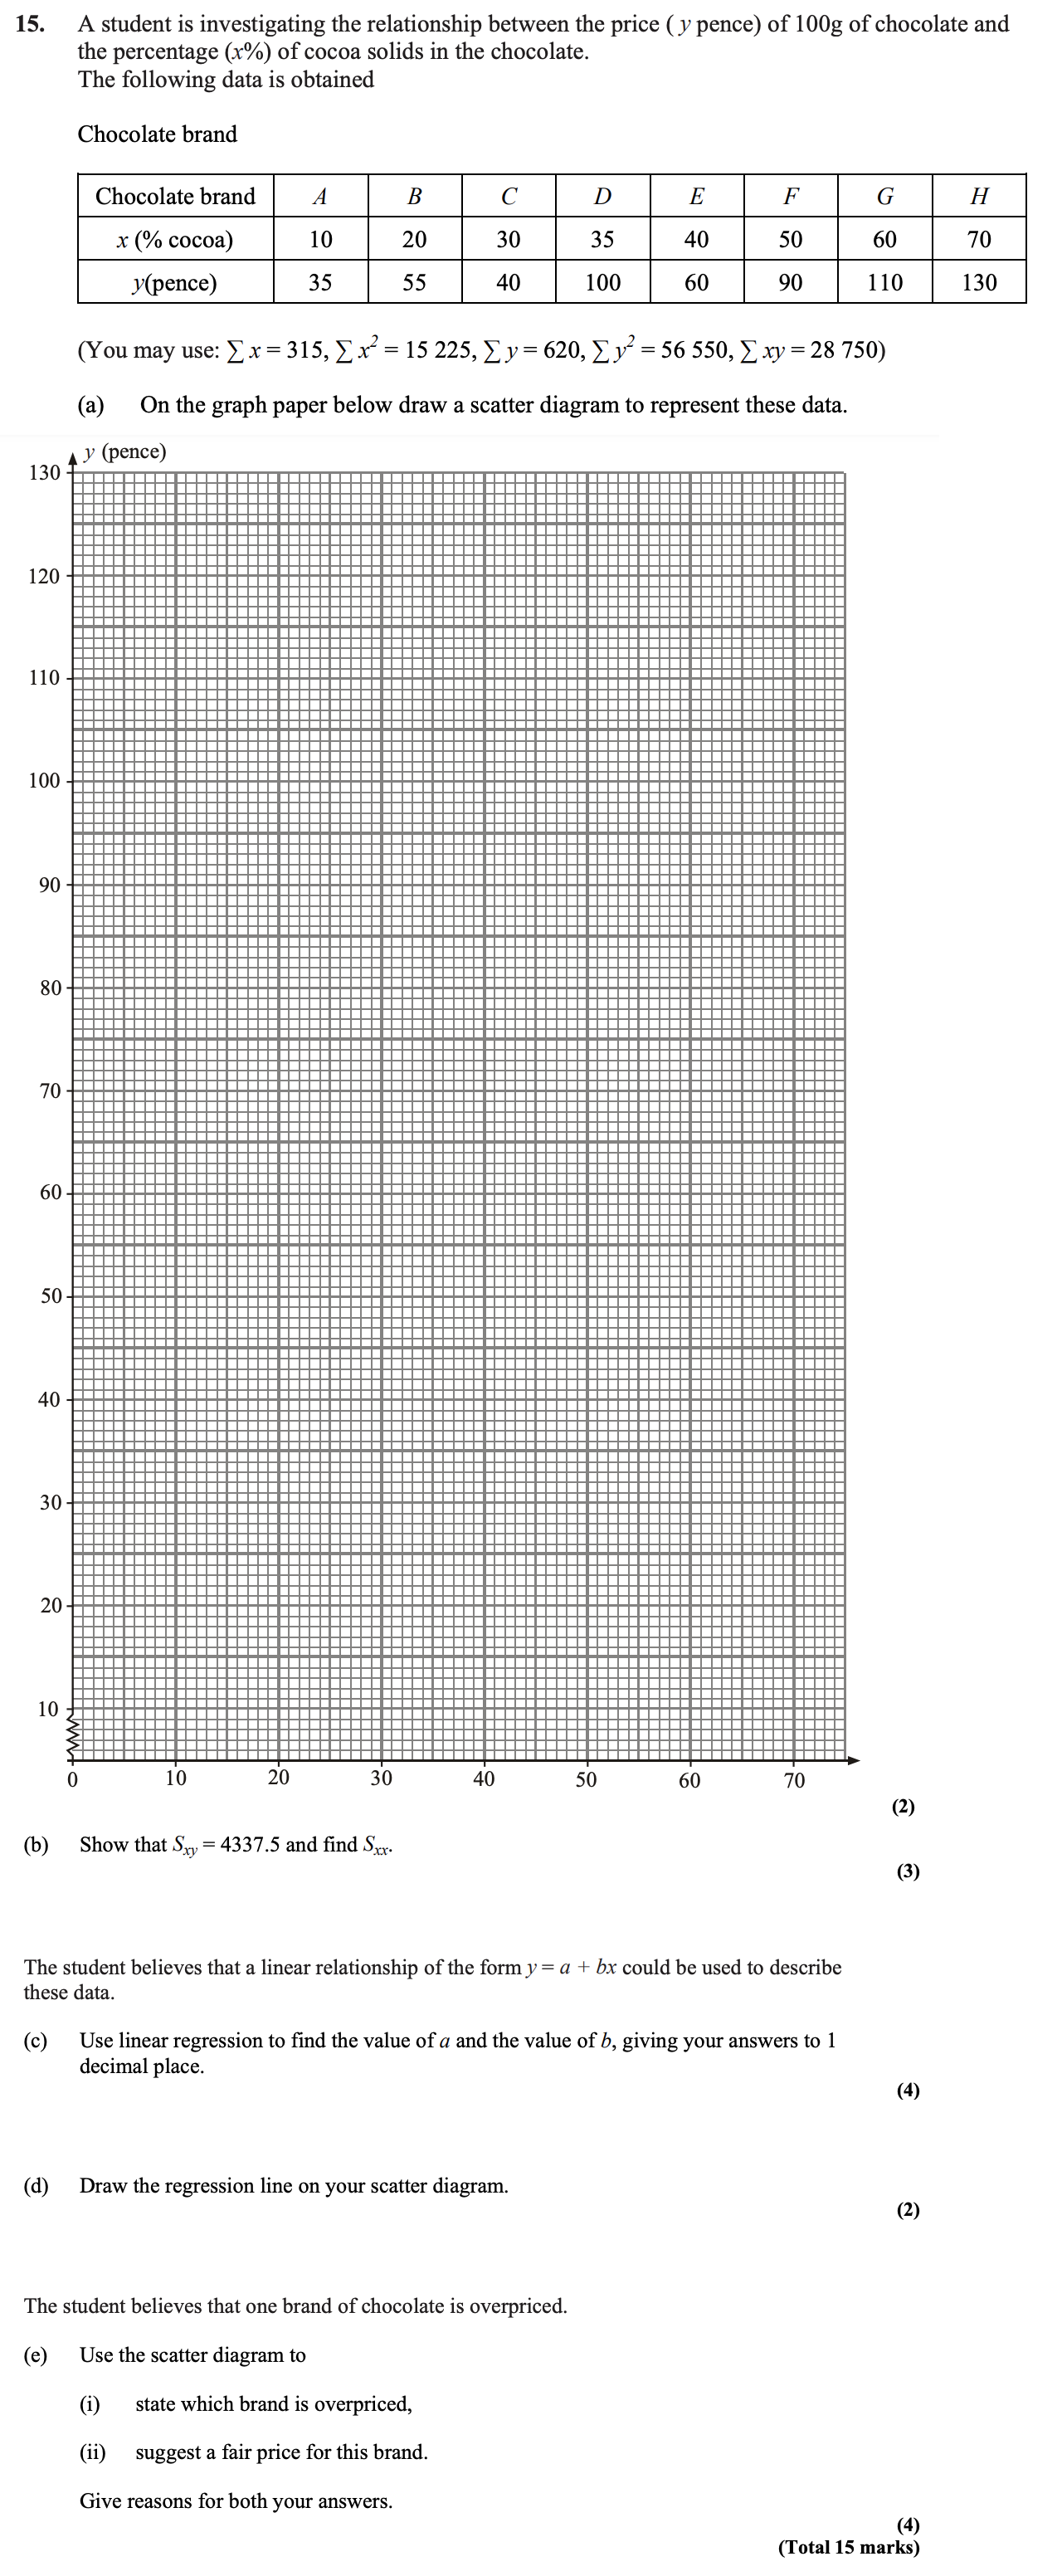 15. A student is investigating the relationship between the price ( y pence) of 100g of chocolate and
the percentage (x%) of cocoa solids in the chocolate.
The following data is obtained
Chocolate brand
Chocolate brand A B C D E F G H
x (% cocoa) 10 20 30 35 40 50 60 70
y(pence) 35 55 40 100 60 90 110 130
(You may use: ∑ x = 315, ∑ x² = 15 225, ∑ y = 620, ∑ y² = 56 550, ∑ xy = 28 750)
(a) On the graph paper below draw a scatter diagram to represent these data.
y (pence)
130
120
110
100
90
80
70
60
50
40
30
20
10
0 10 20 30 40 50 60 70
(2)
(b) Show that Sxy = 4337.5 and find Sxx.
(3)
The student believes that a linear relationship of the form y = a + bx could be used to describe
these data.
(c) Use linear regression to find the value of a and the value of b, giving your answers to 1
decimal place.
(4)
(d) Draw the regression line on your scatter diagram.
(2)
The student believes that one brand of chocolate is overpriced.
(e) Use the scatter diagram to
(i) state which brand is overpriced,
(ii) suggest a fair price for this brand.
Give reasons for both your answers.
(4)
(Total 15 marks)